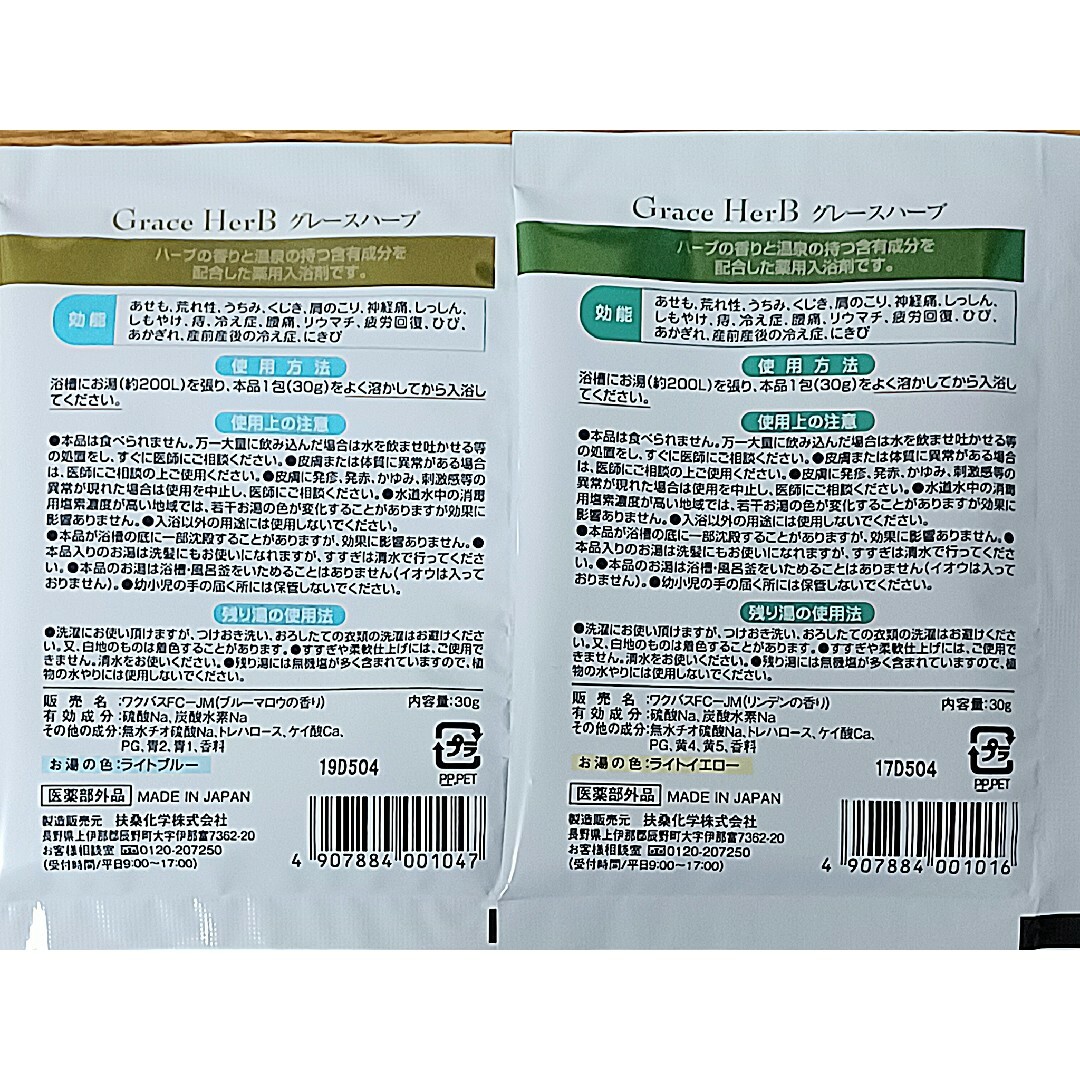 Grace HerB グレースハーブ
ハーブの香りと温泉の持つ含有成分を
配合した薬用入浴剤です。
効能
あせも、荒れ性、うちみ、くじき、肩のこり、神経痛、しっしん、
しもやけ、痔、冷え症、腰痛、リウマチ、疲労回復、ひび、
あかぎれ、産前産後の冷え症、にきび
使用方法
浴槽にお湯(約200L)を張り、本品1包(30g)をよく溶かしてから入浴し
てください。
使用上の注意
●本品は食べられません。万一大量に飲み込んだ場合は水を飲ませ吐かせる等
の処置をし、すぐに医師にご相談ください。●皮膚または体質に異常がある場合
は、医師にご相談の上ご使用ください。●皮膚に発疹、発赤、かゆみ、刺激感等の
異常が現れた場合は使用を中止し、医師にご相談ください。●水道水中の消毒
用塩素濃度が高い地域では、若干お湯の色が変化することがありますが効果に
影響ありません。●入浴以外の用途には使用しないでください。
●本品が浴槽の底に一部沈殿することがありますが、効果に影響ありません。●
本品入りのお湯は洗髪にもお使いになれますが、すすぎは清水で行ってくださ
い。●本品のお湯は浴槽・風呂釜をいためることはありません(イオウは入って
おりません)。●幼小児の手の届く所には保管しないでください。
残り湯の使用法
●洗濯にお使い頂けますが、つけおき洗い、おろしたての衣類の洗濯はお避けくださ
い。又、白地のものは着色することがあります。●すすぎや柔軟仕上げには、ご使用で
きません。清水をお使いください。●残り湯には無機塩が多く含まれていますので、植
物の水やりには使用しないでください。
販売名:ワクバスFC-JM(ブルーマロウの香り) 内容量:30g
有効成分:硫酸Na、炭酸水素Na
その他の成分:無水チオ硫酸Na、トレハロース、ケイ酸Ca、
PG、青2、青1、香料
お湯の色:ライトブルー 19D504
プラ
PP,PET
医薬部外品 MADE IN JAPAN
製造販売元 扶桑化学株式会社
長野県上伊那郡辰野町大字伊那富7362-20
お客様相談室 0120-207250
(受付時間/平日9:00~17:00)
4 907884 001047
Grace HerB グレースハーブ
ハーブの香りと温泉の持つ含有成分を
配合した薬用入浴剤です。
効能
あせも、荒れ性、うちみ、くじき、肩のこり、神経痛、しっしん、
しもやけ、痔、冷え症、腰痛、リウマチ、疲労回復、ひび、
あかぎれ、産前産後の冷え症、にきび
使用方法
浴槽にお湯(約200L)を張り、本品1包(30g)をよく溶かしてから入浴し
てください。
使用上の注意
●本品は食べられません。万一大量に飲み込んだ場合は水を飲ませ吐かせる等
の処置をし、すぐに医師にご相談ください。●皮膚または体質に異常がある場合
は、医師にご相談の上ご使用ください。●皮膚に発疹、発赤、かゆみ、刺激感等の
異常が現れた場合は使用を中止し、医師にご相談ください。●水道水中の消毒
用塩素濃度が高い地域では、若干お湯の色が変化することがありますが効果に
影響ありません。●入浴以外の用途には使用しないでください。
●本品が浴槽の底に一部沈殿することがありますが、効果に影響ありません。●
本品入りのお湯は洗髪にもお使いになれますが、すすぎは清水で行ってくださ
い。●本品のお湯は浴槽・風呂釜をいためることはありません(イオウは入って
おりません)。●幼小児の手の届く所には保管しないでください。
残り湯の使用法
●洗濯にお使い頂けますが、つけおき洗い、おろしたての衣類の洗濯はお避けくださ
い。又、白地のものは着色することがあります。●すすぎや柔軟仕上げには、ご使用で
きません。清水をお使いください。●残り湯には無機塩が多く含まれていますので、植
物の水やりには使用しないでください。
販売名:ワクバスFC-JM(リンデンの香り) 内容量:30g
有効成分:硫酸Na、炭酸水素Na
その他の成分:無水チオ硫酸Na、トレハロース、ケイ酸Ca、
PG、黄4、黄5、香料
お湯の色:ライトイエロー 17D504
プラ
PP,PET
医薬部外品 MADE IN JAPAN
製造販売元 扶桑化学株式会社
長野県上伊那郡辰野町大字伊那富7362-20
お客様相談室 0120-207250
(受付時間/平日9:00~17:00)
4 907884 001016